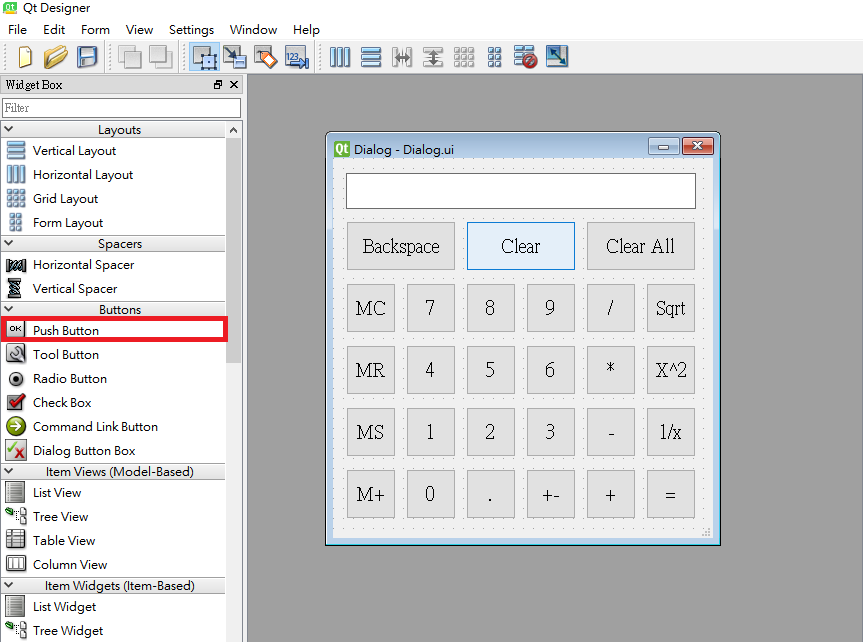 Qt Designer
File Edit Form View Settings Window Help
123
Widget Box
Filter
Layouts
Vertical Layout
Horizontal Layout
Grid Layout
Form Layout
Spacers
Horizontal Spacer
Vertical Spacer
Buttons
OK Push Button
Tool Button
Radio Button
Check Box
Command Link Button
Dialog Button Box
Item Views (Model-Based)
List View
Tree View
Table View
Column View
Item Widgets (Item-Based)
List Widget
Tree Widget
Qt Dialog - Dialog.ui
Backspace Clear Clear All
MC 7 8 9 / Sqrt
MR 4 5 6 * X^2
MS 1 2 3 - 1/x
M+ 0 . +- + =